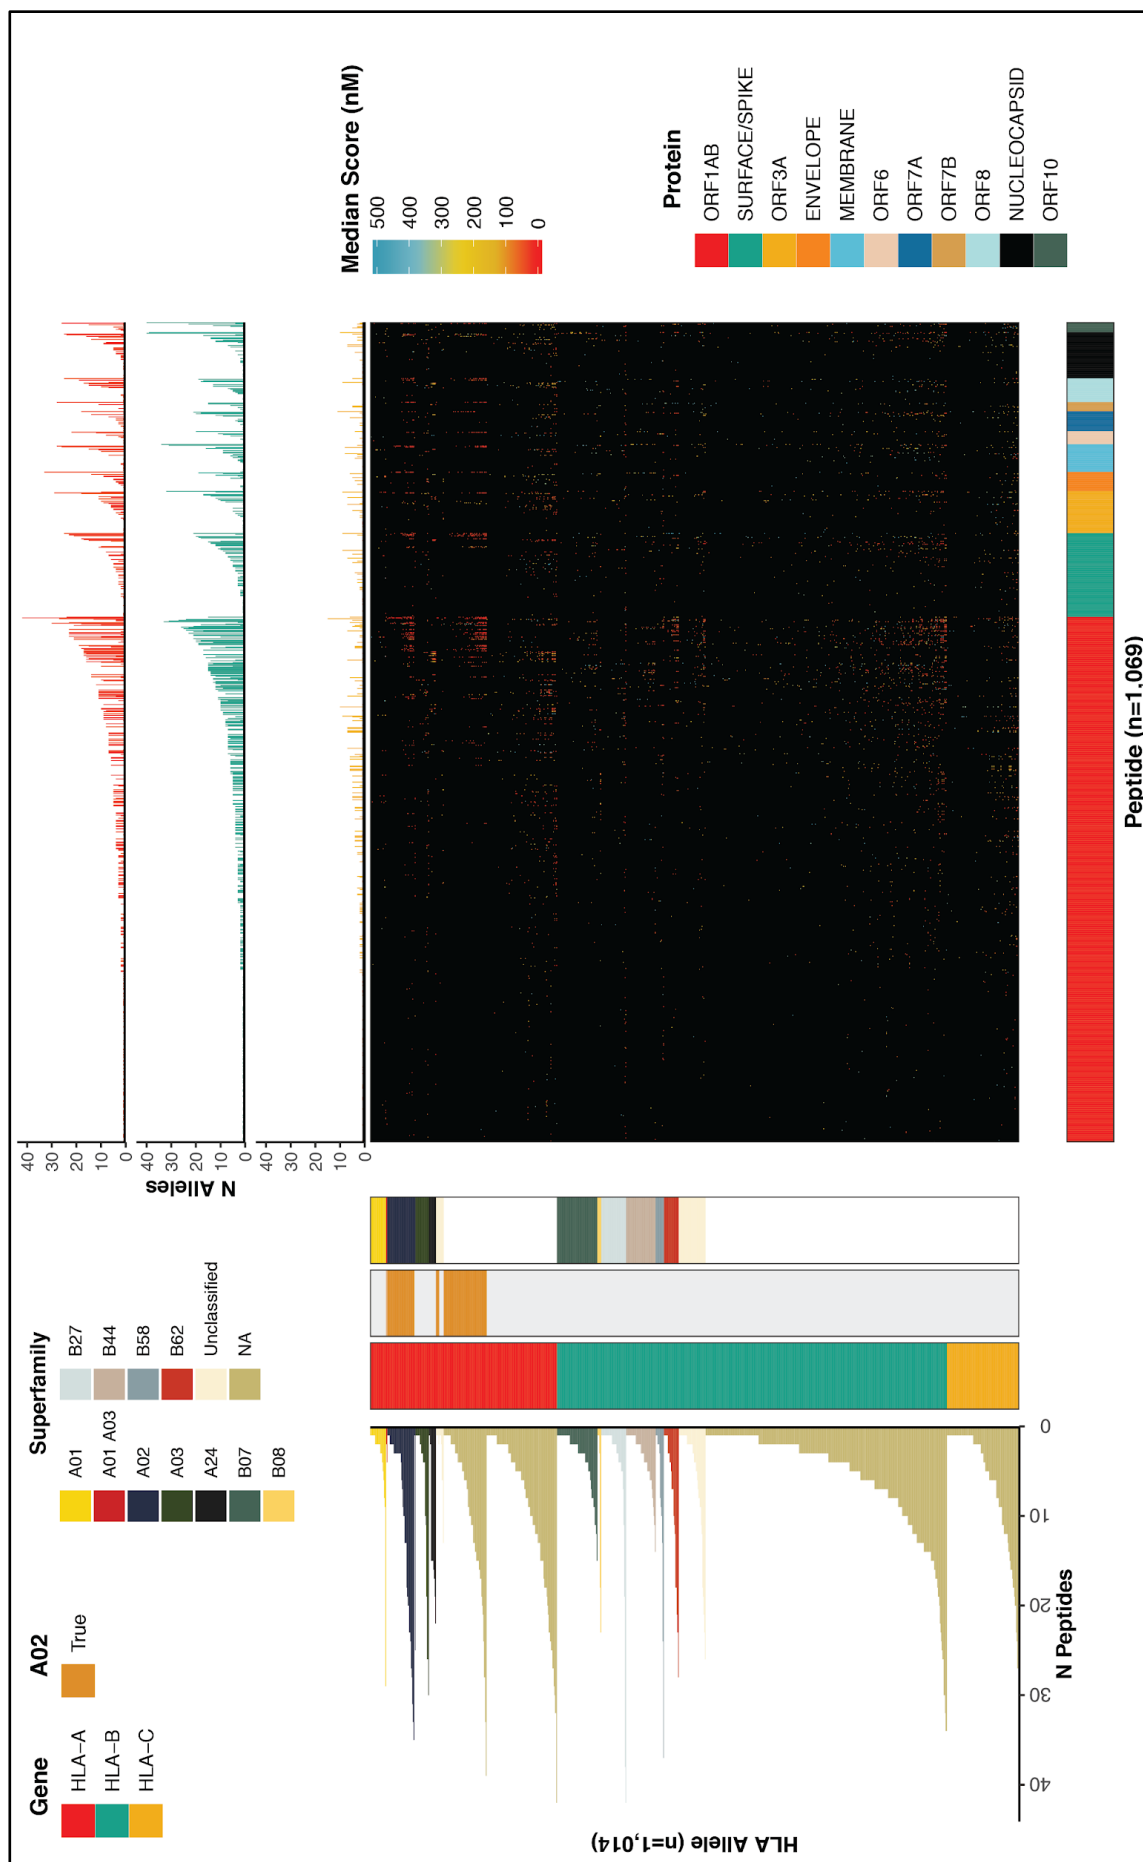 Gene
HLA−A
HLA−B
HLA−C
A02
True
Superfamily
A01
A01 A03
A02
A03
A24
B07
B08
B27
B44
B58
B62
Unclassified
NA
N Alleles
40
30
20
10
0
40
30
20
10
0
40
30
20
10
0
Median Score (nM)
500
400
300
200
100
0
Protein
ORF1AB
SURFACE/SPIKE
ORF3A
ENVELOPE
MEMBRANE
ORF6
ORF7A
ORF7B
ORF8
NUCLEOCAPSID
ORF10
HLA Allele (n=1,014)
N Peptides
40
30
20
10
0
Peptide (n=1.069)